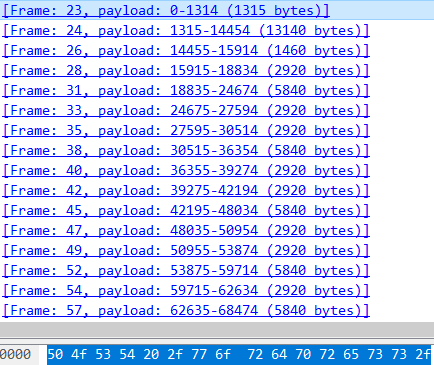 [Frame: 23, payload: 0-1314 (1315 bytes)]
[Frame: 24, payload: 1315-14454 (13140 bytes)]
[Frame: 26, payload: 14455-15914 (1460 bytes)]
[Frame: 28, payload: 15915-18834 (2920 bytes)]
[Frame: 31, payload: 18835-24674 (5840 bytes)]
[Frame: 33, payload: 24675-27594 (2920 bytes)]
[Frame: 35, payload: 27595-30514 (2920 bytes)]
[Frame: 38, payload: 30515-36354 (5840 bytes)]
[Frame: 40, payload: 36355-39274 (2920 bytes)]
[Frame: 42, payload: 39275-42194 (2920 bytes)]
[Frame: 45, payload: 42195-48034 (5840 bytes)]
[Frame: 47, payload: 48035-50954 (2920 bytes)]
[Frame: 49, payload: 50955-53874 (2920 bytes)]
[Frame: 52, payload: 53875-59714 (5840 bytes)]
[Frame: 54, payload: 59715-62634 (2920 bytes)]
[Frame: 57, payload: 62635-68474 (5840 bytes)]
0000 50 4f 53 54 20 2f 77 6f 72 64 70 72 65 73 73 2f